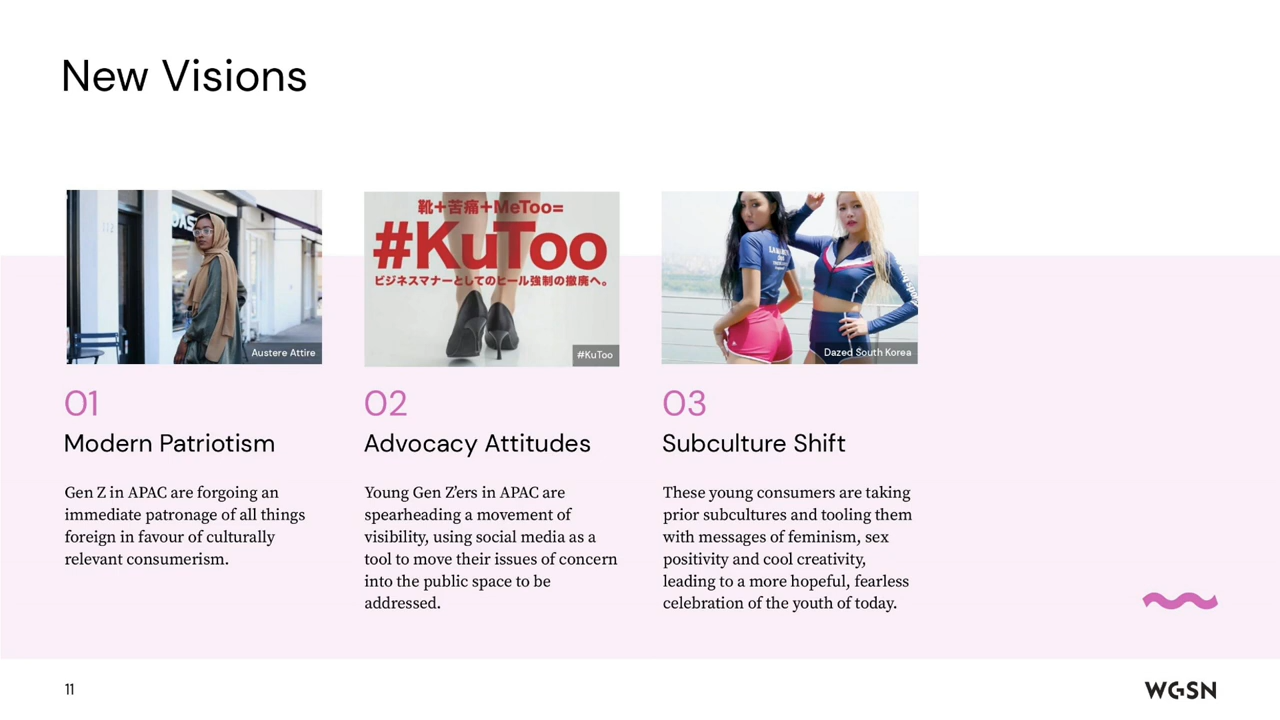 New Visions
112
DAS
Austere Attire
靴+苦痛+MeToo=
#KuToo
ビジネスマナーとしてのヒール強制の撤廃へ。
#KuToo
Dazed South Korea
01
Modern Patriotism
Gen Z in APAC are forgoing an
immediate patronage of all things
foreign in favour of culturally
relevant consumerism.
02
Advocacy Attitudes
Young Gen Z’ers in APAC are
spearheading a movement of
visibility, using social media as a
tool to move their issues of concern
into the public space to be
addressed.
03
Subculture Shift
These young consumers are taking
prior subcultures and tooling them
with messages of feminism, sex
positivity and cool creativity,
leading to a more hopeful, fearless
celebration of the youth of today.
11
WGSN